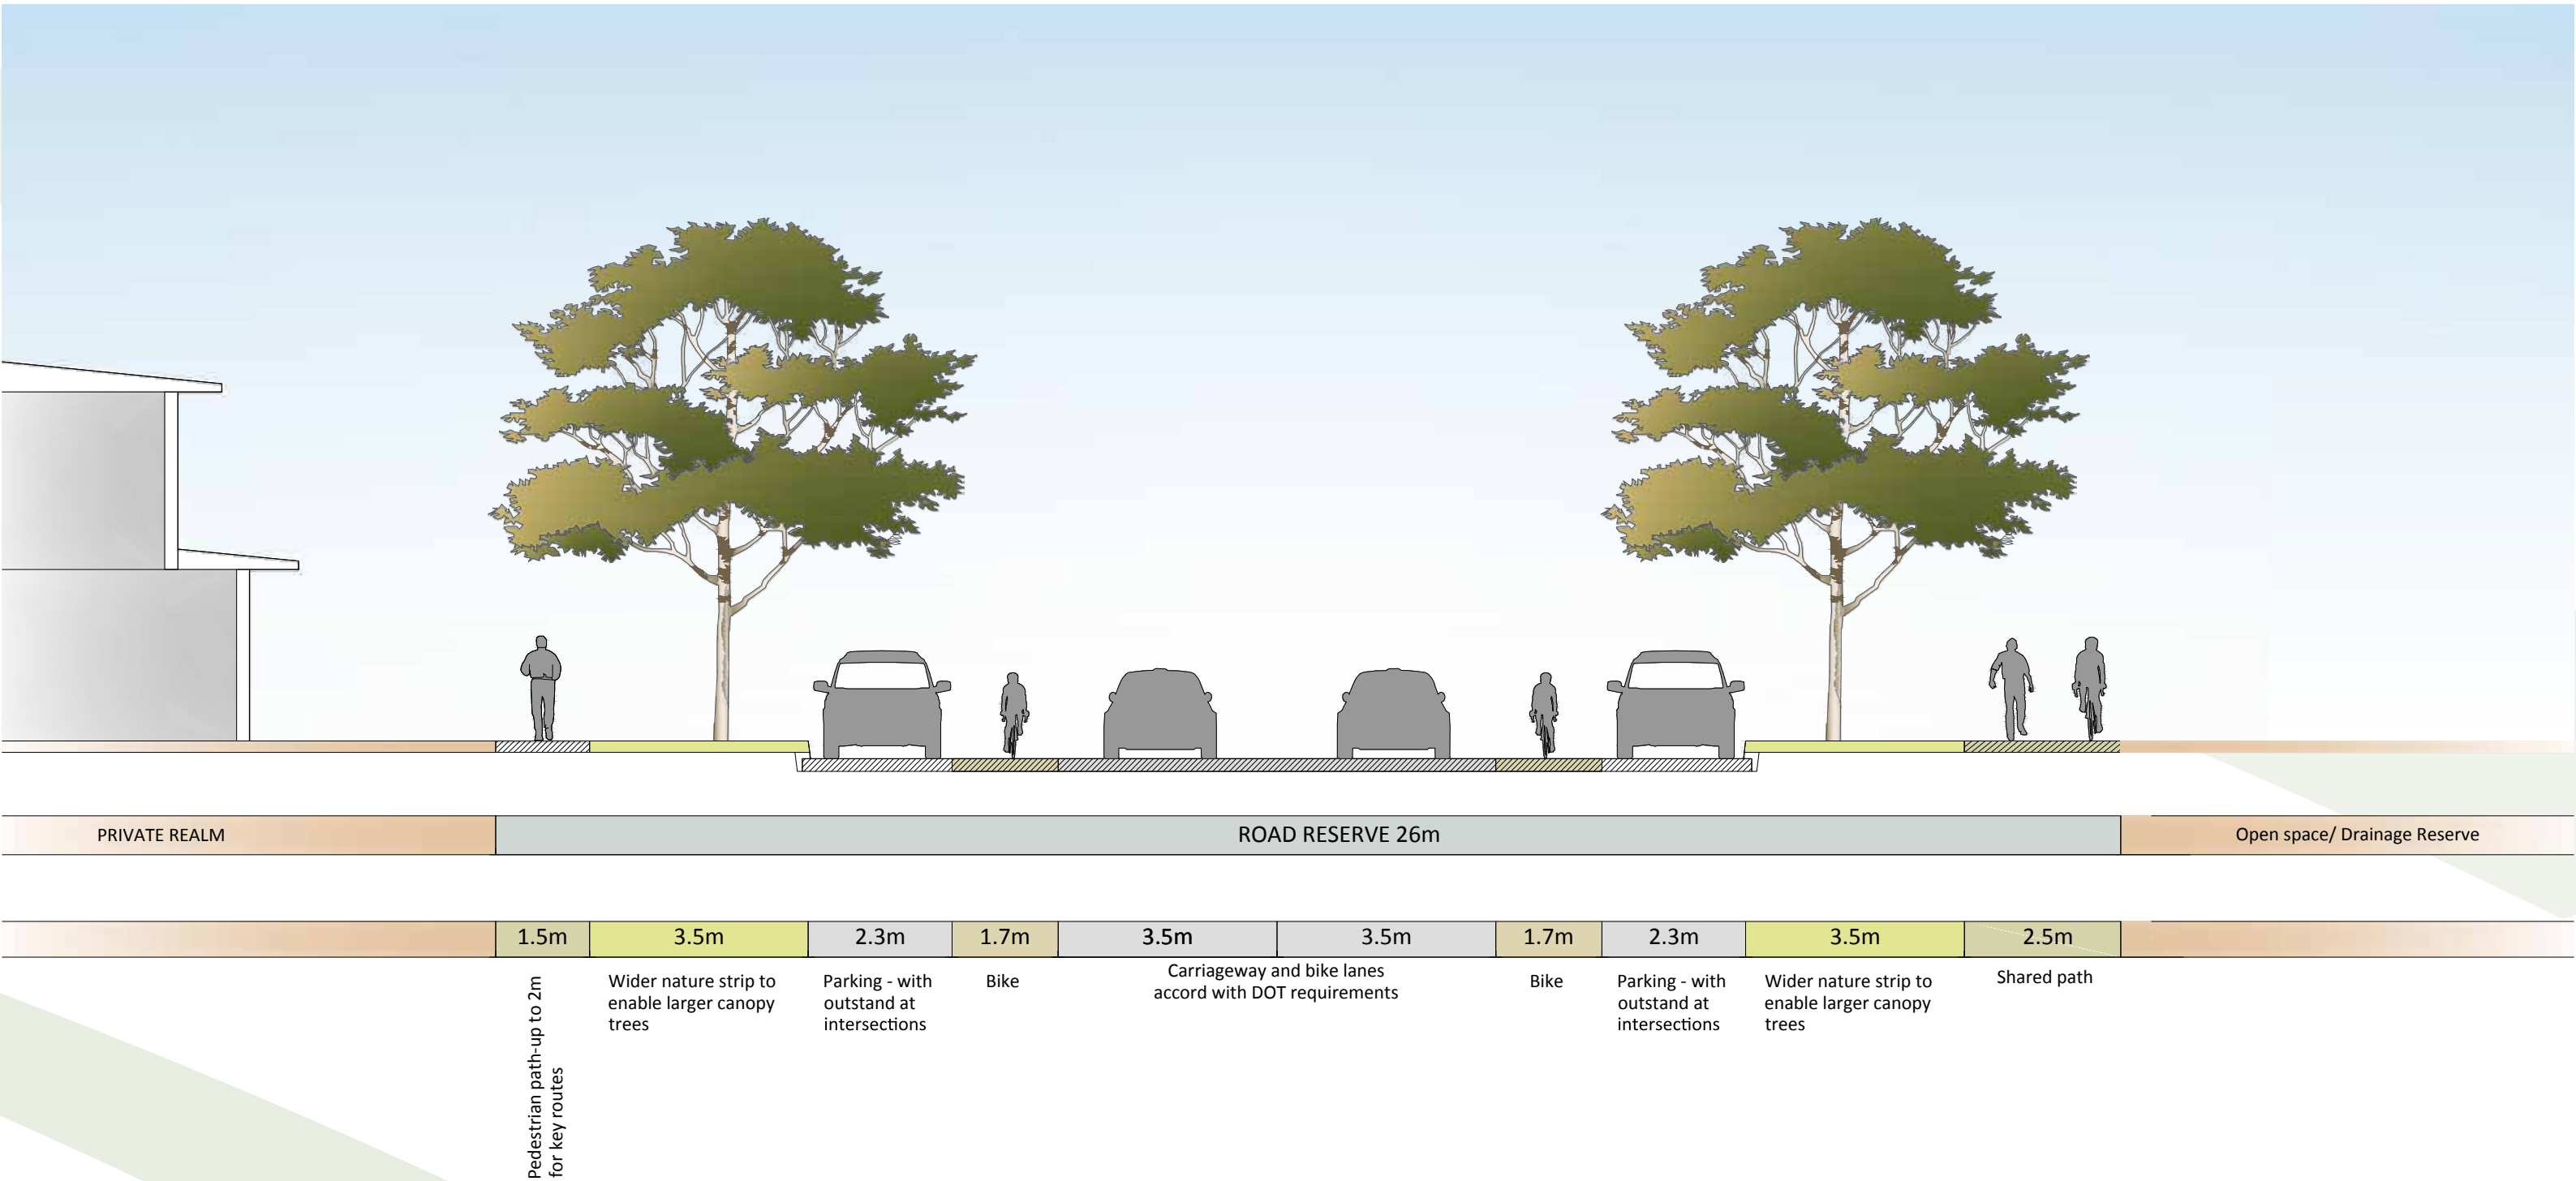 PRIVATE REALM
ROAD RESERVE 26m
Open space/ Drainage Reserve
1.5m
3.5m
2.3m
1.7m
3.5m
3.5m
1.7m
2.3m
3.5m
2.5m
Pedestrian path-up to 2m
for key routes
Wider nature strip to
enable larger canopy
trees
Parking - with
outstand at
intersections
Bike
Carriageway and bike lanes
accord with DOT requirements
Bike
Parking - with
outstand at
intersections
Wider nature strip to
enable larger canopy
trees
Shared path